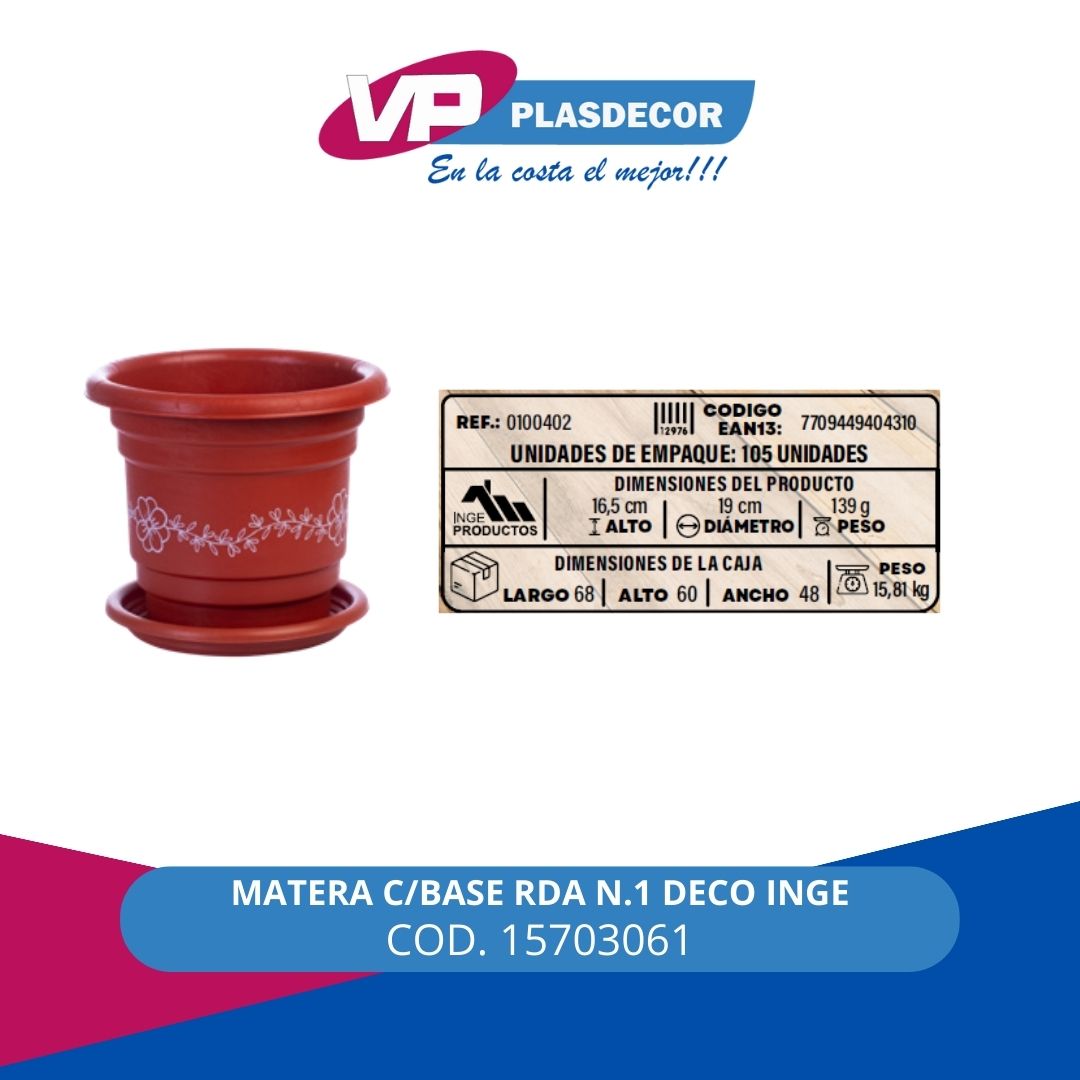 VP PLASDECOR
En la costa el mejor!!!
REF.: 0100402
12976
CODIGO
EAN13: 7709449404310
UNIDADES DE EMPAQUE: 105 UNIDADES
INGE
PRODUCTOS
DIMENSIONES DEL PRODUCTO
16,5 cm
ALTO
19 cm
DIÁMETRO
139 g
PESO
DIMENSIONES DE LA CAJA
LARGO 68 | ALTO 60 | ANCHO 48
PESO
15,81 kg
MATERA C/BASE RDA N.1 DECO INGE
COD. 15703061